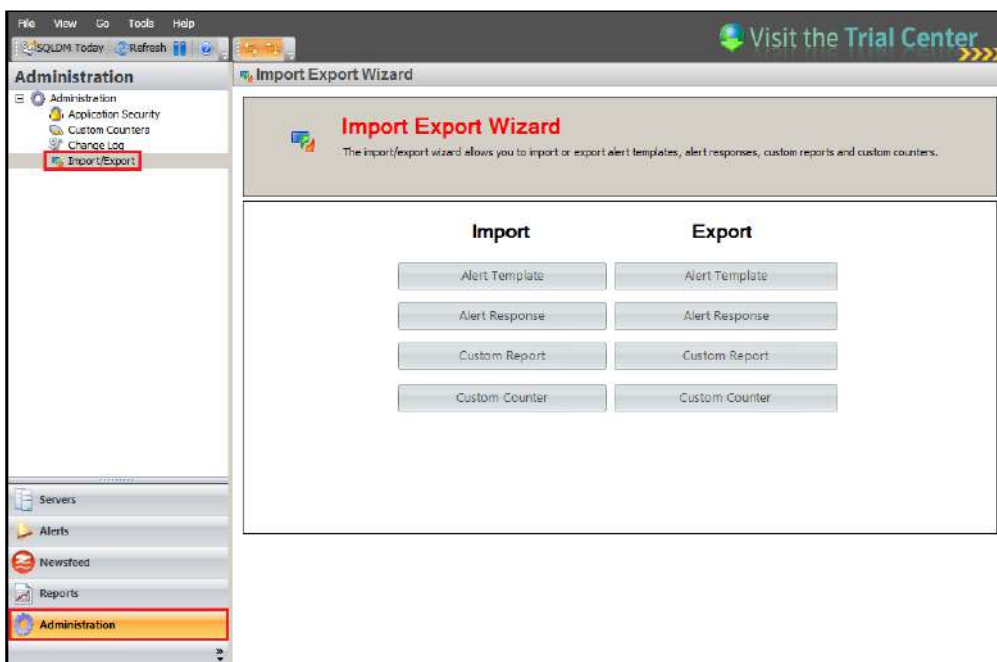 File View Go Tools Help
SQLDM Today Refresh
Visit the Trial Center
Administration
Import Export Wizard
Administration
Application Security
Custom Counters
Change Log
Import/Export
Import Export Wizard
The import/export wizard allows you to import or export alert templates, alert responses, custom reports and custom counters.
Import Export
Alert Template Alert Template
Alert Response Alert Response
Custom Report Custom Report
Custom Counter Custom Counter
Servers
Alerts
Newsfeed
Reports
Administration